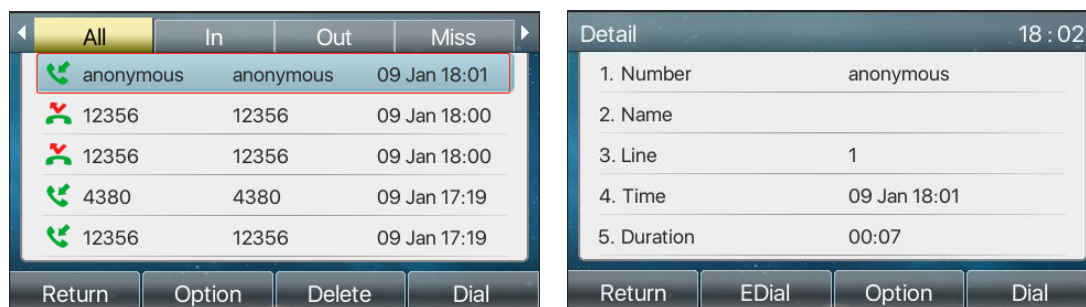 All In Out Miss
anonymous anonymous 09 Jan 18:01
12356 12356 09 Jan 18:00
12356 12356 09 Jan 18:00
4380 4380 09 Jan 17:19
12356 12356 09 Jan 17:19
Return Option Delete Dial
Detail 18:02
1. Number anonymous
2. Name
3. Line 1
4. Time 09 Jan 18:01
5. Duration 00:07
Return EDial Option Dial